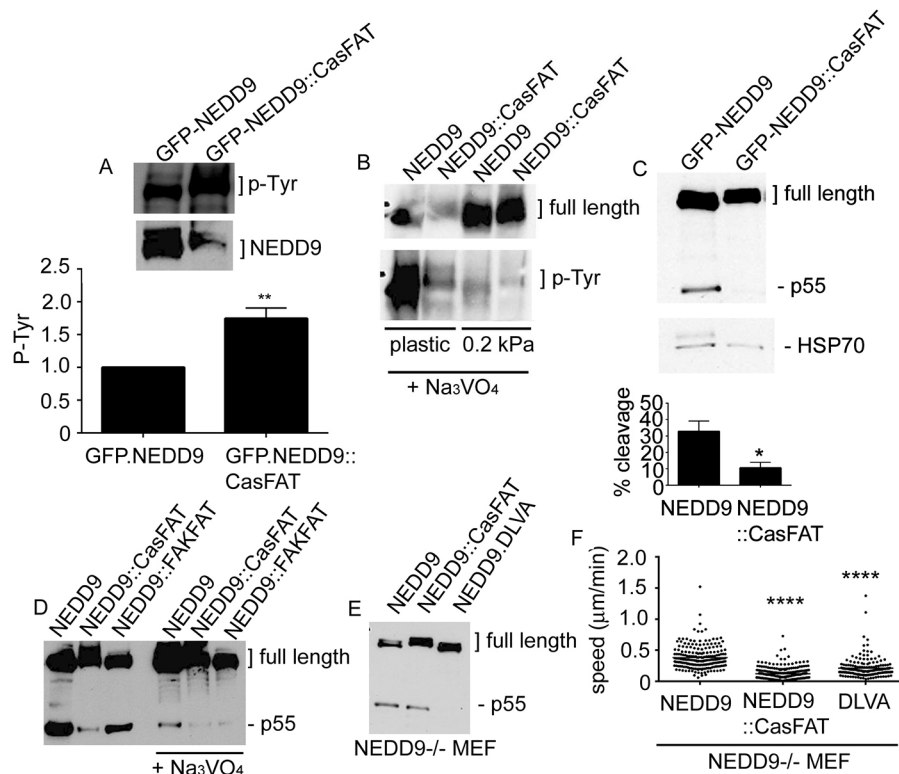 A
GFP-NEDD9
GFP-NEDD9::CasFAT
] p-Tyr
] NEDD9
P-Tyr
2.5
2.0
1.5
1.0
0.5
0
**
GFP.NEDD9
GFP.NEDD9::
CasFAT
B
NEDD9
NEDD9::CasFAT
NEDD9
NEDD9::CasFAT
] full length
] p-Tyr
plastic
0.2 kPa
+ Na₃VO₄
C
GFP-NEDD9
GFP-NEDD9::CasFAT
] full length
- p55
- HSP70
% cleavage
50
40
30
20
10
0
*
NEDD9
NEDD9
::CasFAT
D
NEDD9
NEDD9::CasFAT
NEDD9::FAKFAT
NEDD9
NEDD9::CasFAT
NEDD9::FAKFAT
] full length
- p55
+ Na₃VO₄
E
NEDD9
NEDD9::CasFAT
NEDD9.DLVA
] full length
- p55
NEDD9-/- MEF
F
speed (µm/min)
2.0
1.5
1.0
0.5
0
****
****
NEDD9
NEDD9
::CasFAT
DLVA
NEDD9-/- MEF